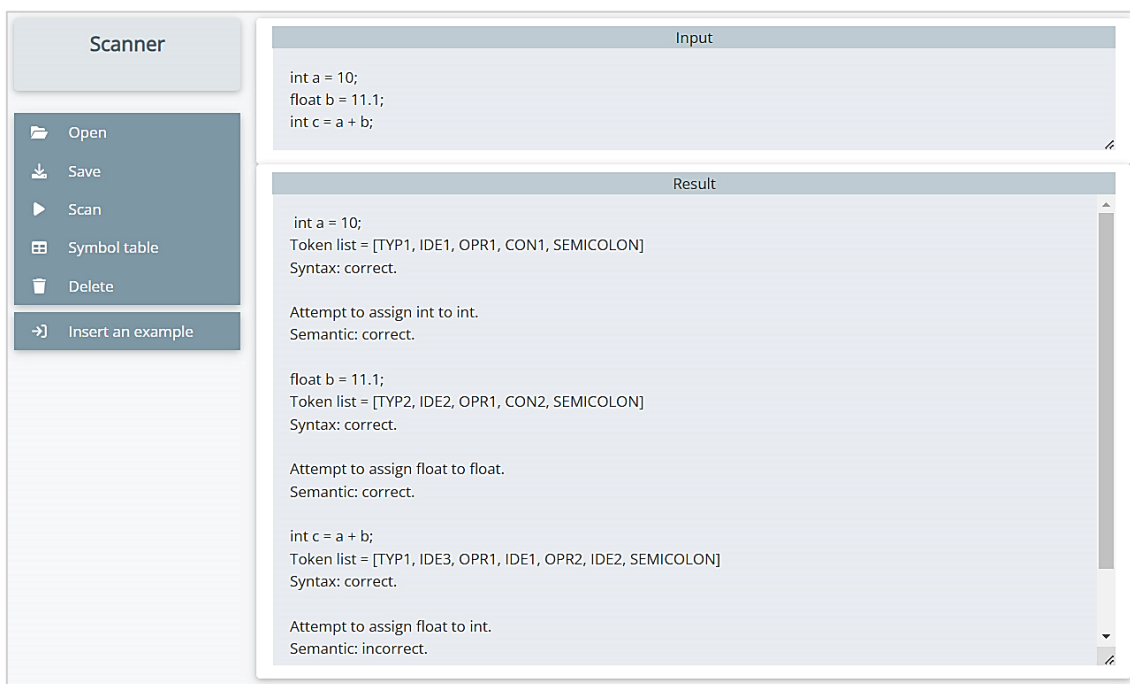 Scanner
Open
Save
Scan
Symbol table
Delete
Insert an example
Input
int a = 10;
float b = 11.1;
int c = a + b;
Result
int a = 10;
Token list = [TYP1, IDE1, OPR1, CON1, SEMICOLON]
Syntax: correct.
Attempt to assign int to int.
Semantic: correct.
float b = 11.1;
Token list = [TYP2, IDE2, OPR1, CON2, SEMICOLON]
Syntax: correct.
Attempt to assign float to float.
Semantic: correct.
int c = a + b;
Token list = [TYP1, IDE3, OPR1, IDE1, OPR2, IDE2, SEMICOLON]
Syntax: correct.
Attempt to assign float to int.
Semantic: incorrect.